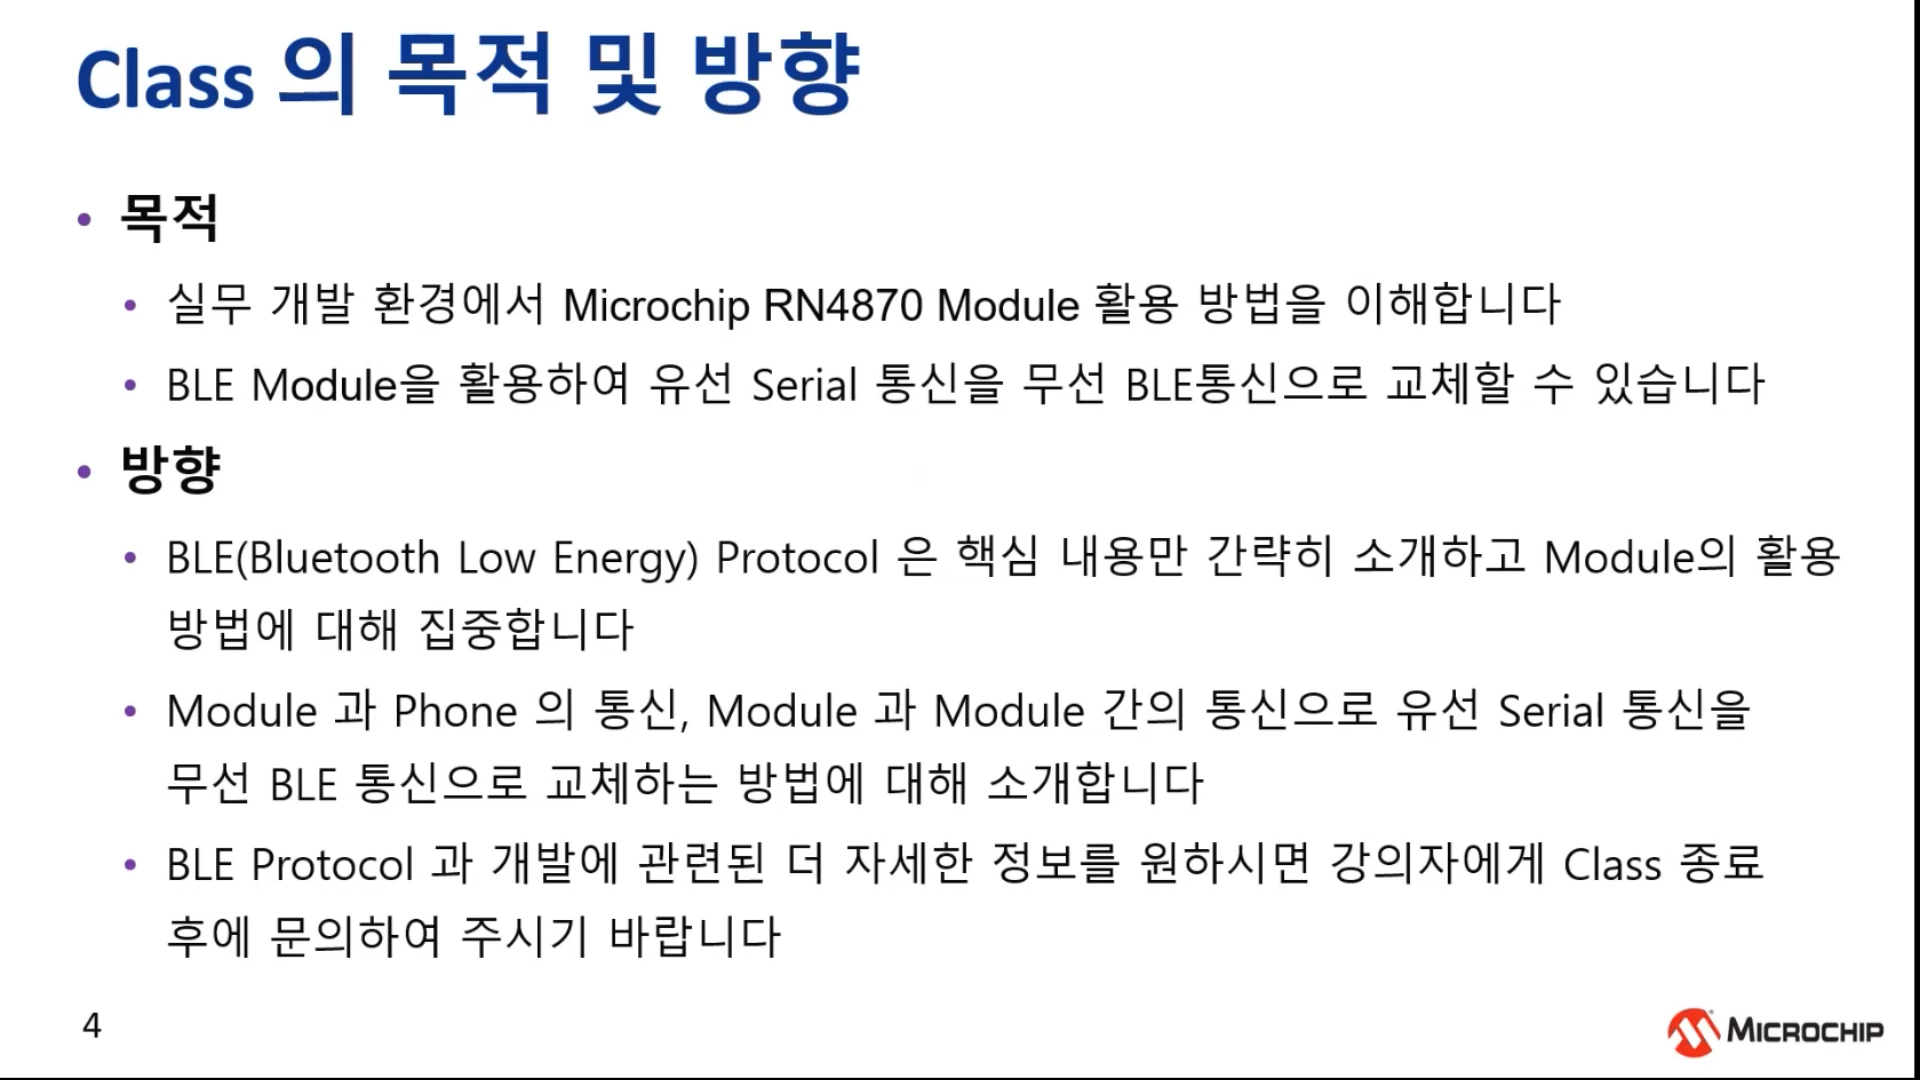 Class 의 목적 및 방향
• 목적
• 실무 개발 환경에서 Microchip RN4870 Module 활용 방법을 이해합니다
• BLE Module을 활용하여 유선 Serial 통신을 무선 BLE통신으로 교체할 수 있습니다
• 방향
• BLE(Bluetooth Low Energy) Protocol 은 핵심 내용만 간략히 소개하고 Module의 활용
방법에 대해 집중합니다
• Module 과 Phone 의 통신, Module 과 Module 간의 통신으로 유선 Serial 통신을
무선 BLE 통신으로 교체하는 방법에 대해 소개합니다
• BLE Protocol 과 개발에 관련된 더 자세한 정보를 원하시면 강의자에게 Class 종료
후에 문의하여 주시기 바랍니다
4
MICROCHIP